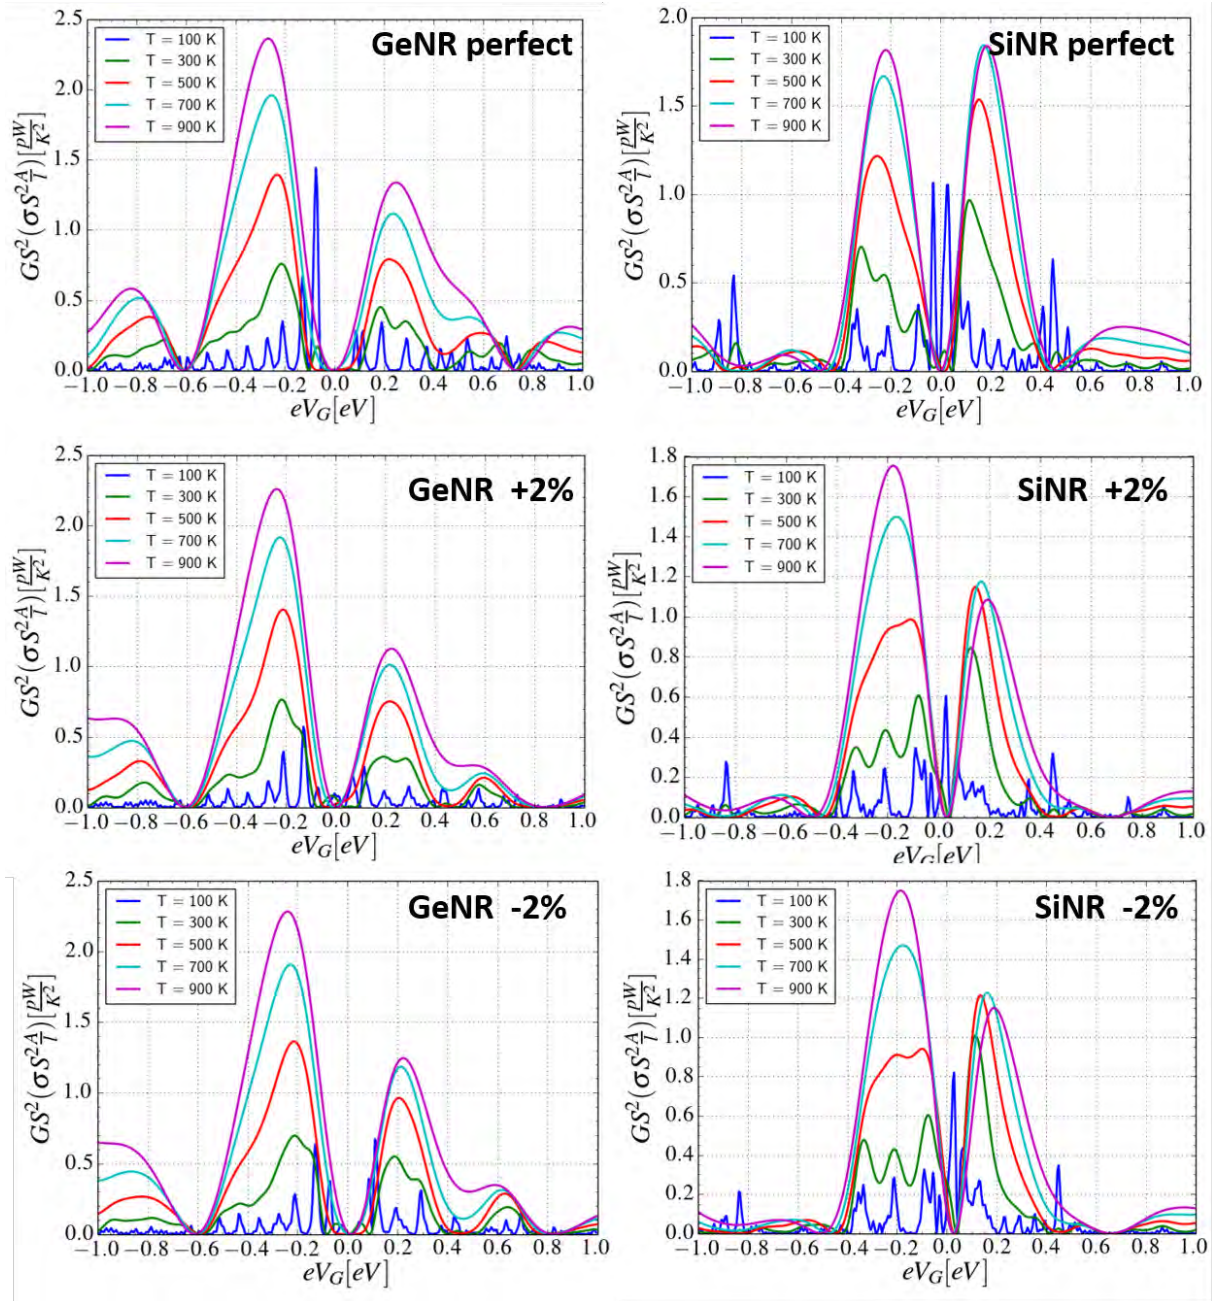 GeNR perfect
T = 100 K
T = 300 K
T = 500 K
T = 700 K
T = 900 K
2.5
2.0
1.5
1.0
0.5
0.0
−1.0 −0.8 −0.6 −0.4 −0.2 0.0 0.2 0.4 0.6 0.8 1.0
GS²(σS² A/l)[pW/K²]
eV_G[eV]
SiNR perfect
T = 100 K
T = 300 K
T = 500 K
T = 700 K
T = 900 K
2.0
1.5
1.0
0.5
0.0
−1.0 −0.8 −0.6 −0.4 −0.2 0.0 0.2 0.4 0.6 0.8 1.0
GS²(σS² A/l)[pW/K²]
eV_G[eV]
GeNR +2%
T = 100 K
T = 300 K
T = 500 K
T = 700 K
T = 900 K
2.5
2.0
1.5
1.0
0.5
0.0
−1.0 −0.8 −0.6 −0.4 −0.2 0.0 0.2 0.4 0.6 0.8 1.0
GS²(σS² A/l)[pW/K²]
eV_G[eV]
SiNR +2%
T = 100 K
T = 300 K
T = 500 K
T = 700 K
T = 900 K
1.8
1.6
1.4
1.2
1.0
0.8
0.6
0.4
0.2
0.0
−1.0 −0.8 −0.6 −0.4 −0.2 0.0 0.2 0.4 0.6 0.8 1.0
GS²(σS² A/l)[pW/K²]
eV_G[eV]
GeNR -2%
T = 100 K
T = 300 K
T = 500 K
T = 700 K
T = 900 K
2.5
2.0
1.5
1.0
0.5
0.0
−1.0 −0.8 −0.6 −0.4 −0.2 0.0 0.2 0.4 0.6 0.8 1.0
GS²(σS² A/l)[pW/K²]
eV_G[eV]
SiNR -2%
T = 100 K
T = 300 K
T = 500 K
T = 700 K
T = 900 K
1.8
1.6
1.4
1.2
1.0
0.8
0.6
0.4
0.2
0.0
−1.0 −0.8 −0.6 −0.4 −0.2 0.0 0.2 0.4 0.6 0.8 1.0
GS²(σS² A/l)[pW/K²]
eV_G[eV]